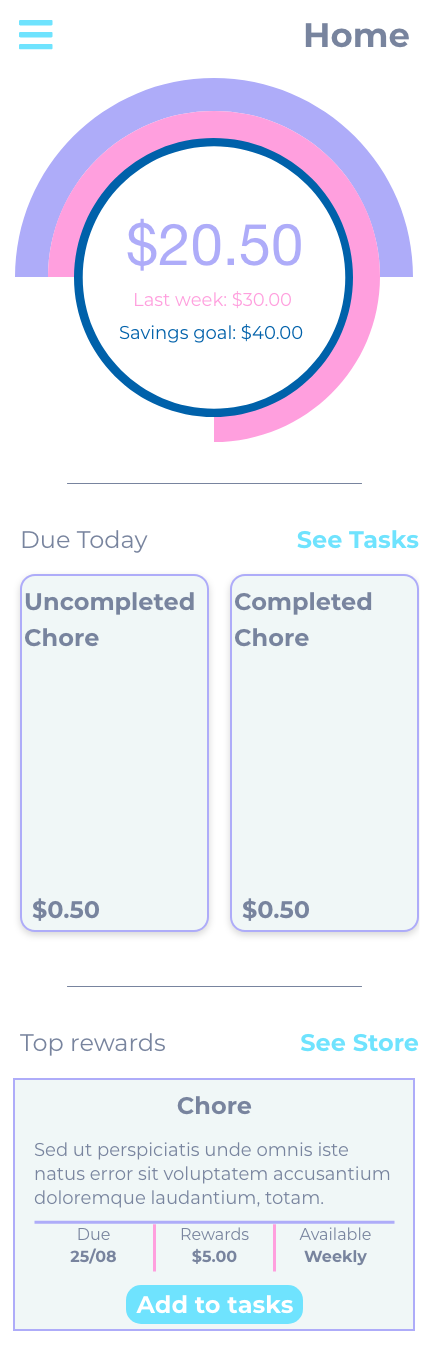 Home
$20.50
Last week: $30.00
Savings goal: $40.00
Due Today
See Tasks
Uncompleted
Chore
$0.50
Completed
Chore
$0.50
Top rewards
See Store
Chore
Sed ut perspiciatis unde omnis iste
natus error sit voluptatem accusantium
doloremque laudantium, totam.
Due
25/08
Rewards
$5.00
Available
Weekly
Add to tasks